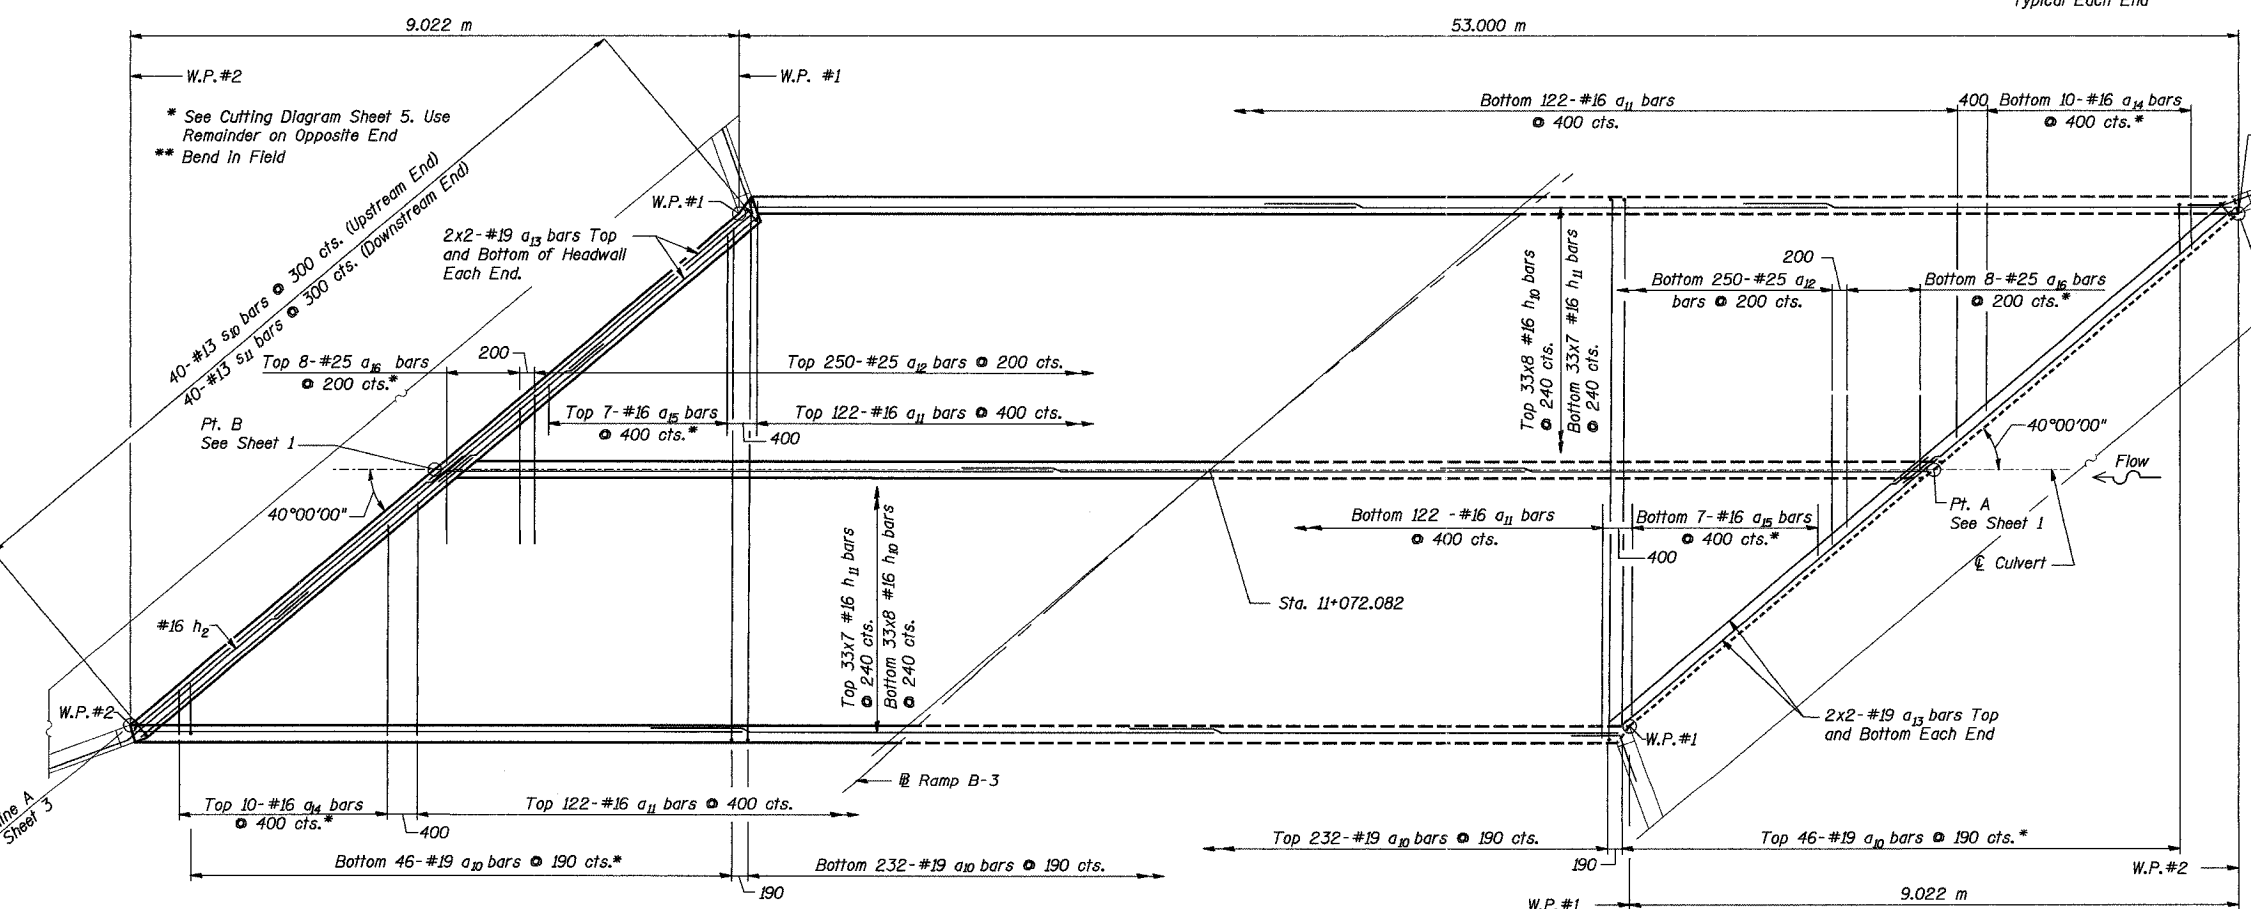 Typical Each End
9.022 m
53.000 m
W.P.#2
W.P. #1
* See Cutting Diagram Sheet 5. Use
Remainder on Opposite End
** Bend in Field
Bottom 122-#16 a11 bars
@ 400 cts.
400
Bottom 10-#16 a14 bars
@ 400 cts.*
40-#13 s10 bars @ 300 cts. (Upstream End)
40-#13 s11 bars @ 300 cts. (Downstream End)
W.P.#1
2x2-#19 a13 bars Top
and Bottom of Headwall
Each End.
Top 33x8 #16 h10 bars
@ 240 cts.
Bottom 33x7 #16 h11 bars
@ 240 cts.
200
Bottom 250-#25 a12
bars @ 200 cts.
Bottom 8-#25 a16 bars
@ 200 cts.*
Top 8-#25 a16 bars
@ 200 cts.*
200
Top 250-#25 a12 bars @ 200 cts.
Top 7-#16 a15 bars
@ 400 cts.*
Top 122-#16 a11 bars @ 400 cts.
400
Pt. B
See Sheet 1
40°00'00"
Flow
40°00'00"
Pt. A
See Sheet 1
Bottom 122 -#16 a11 bars
@ 400 cts.
Bottom 7-#16 a15 bars
@ 400 cts.*
400
℄ Culvert
Top 33x7 #16 h11 bars
@ 240 cts.
Bottom 33x8 #16 h10 bars
@ 240 cts.
Sta. 11+072.082
#16 h2
W.P.#2
W.P.#1
2x2-#19 a13 bars Top
and Bottom Each End
Line A
Sheet 3
℄ Ramp B-3
Top 10-#16 a14 bars
@ 400 cts.*
400
Top 122-#16 a11 bars @ 400 cts.
Bottom 46-#19 a10 bars @ 190 cts.*
Bottom 232-#19 a10 bars @ 190 cts.
190
Top 232-#19 a10 bars @ 190 cts.
Top 46-#19 a10 bars @ 190 cts.*
190
W.P.#2
W.P.#1
9.022 m